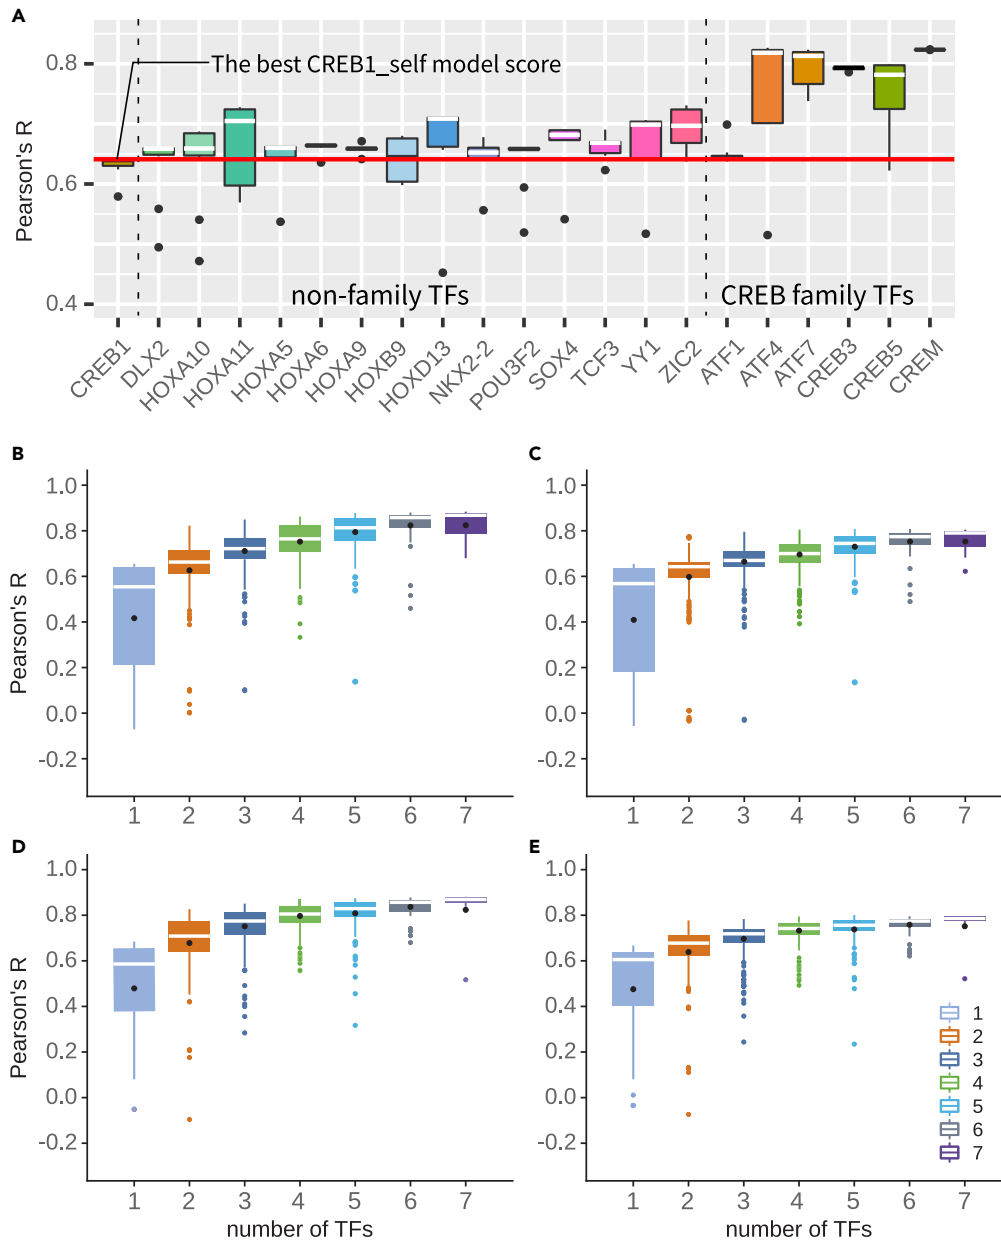 A
The best CREB1_self model score
Pearson's R
0.8
0.6
0.4
non-family TFs
CREB family TFs
CREB1
DLX2
HOXA10
HOXA11
HOXA5
HOXA6
HOXA9
HOXB9
HOXD13
NKX2-2
POU3F2
SOX4
TCF3
YY1
ZIC2
ATF1
ATF4
ATF7
CREB3
CREB5
CREM
B
Pearson's R
1.0
0.8
0.6
0.4
0.2
0.0
-0.2
1 2 3 4 5 6 7
C
1.0
0.8
0.6
0.4
0.2
0.0
-0.2
1 2 3 4 5 6 7
D
Pearson's R
1.0
0.8
0.6
0.4
0.2
0.0
-0.2
1 2 3 4 5 6 7
number of TFs
E
1.0
0.8
0.6
0.4
0.2
0.0
-0.2
1 2 3 4 5 6 7
number of TFs
1
2
3
4
5
6
7